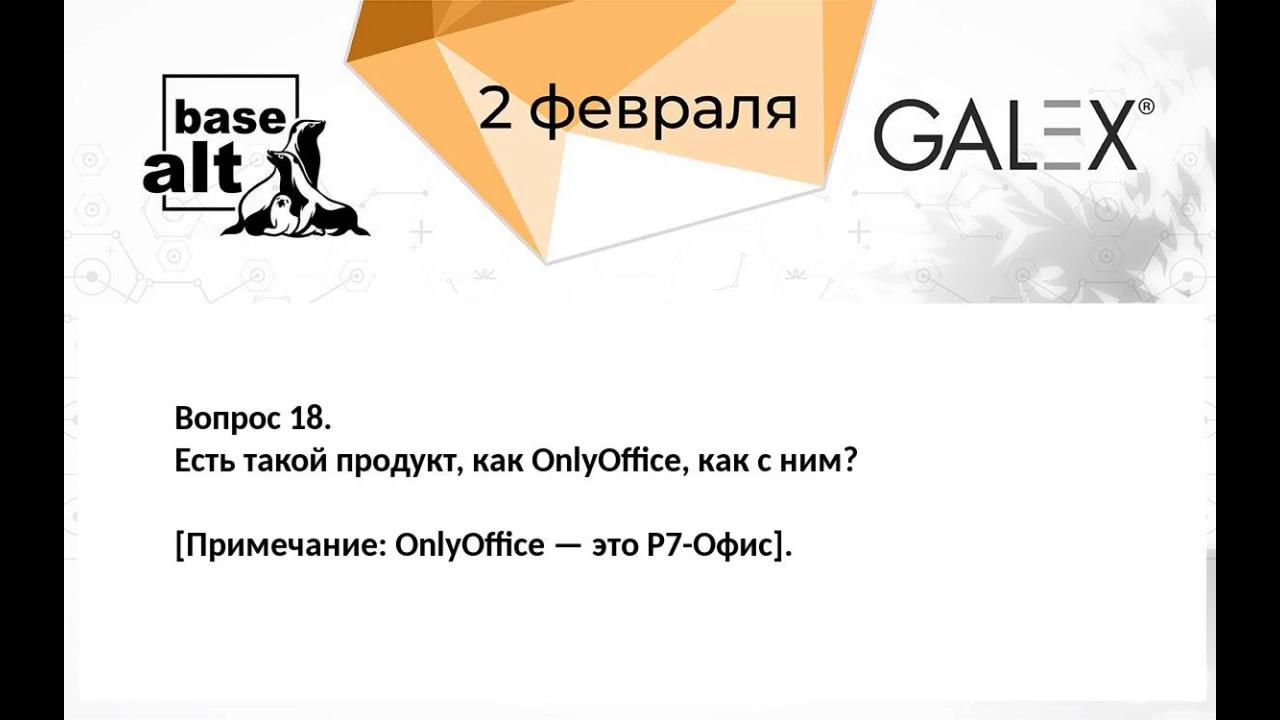 base
alt
2 февраля
GALEX®
Вопрос 18.
Есть такой продукт, как OnlyOffice, как с ним?
[Примечание: OnlyOffice — это Р7-Офис].